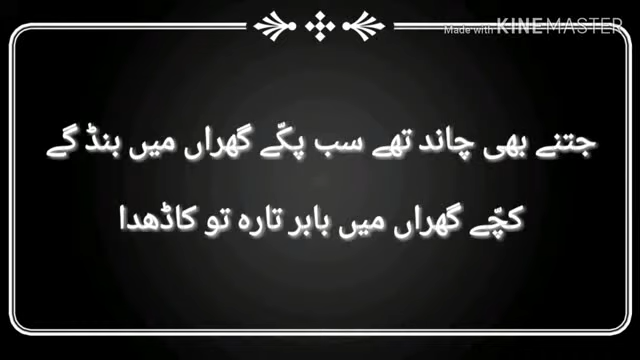 Made with KINEMASTER
جتنے بھی چاند تھے سب پکّے گھراں میں بنڈ گے
کچّے گھراں میں بابر تارہ تو کاڈھدا